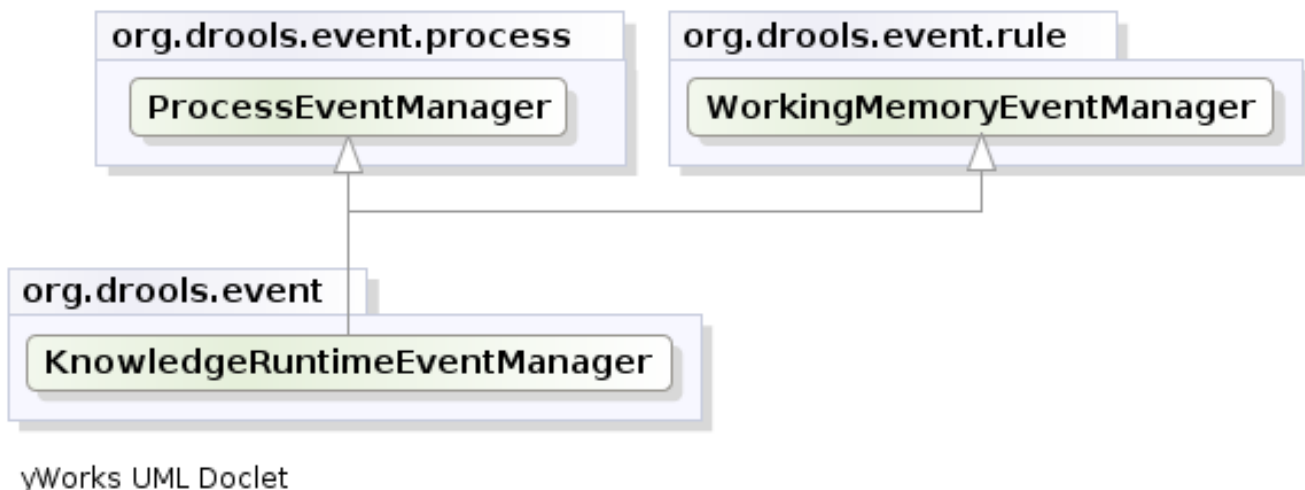 org.drools.event.process
org.drools.event.rule
ProcessEventManager
WorkingMemoryEventManager
org.drools.event
KnowledgeRuntimeEventManager
yWorks UML Doclet